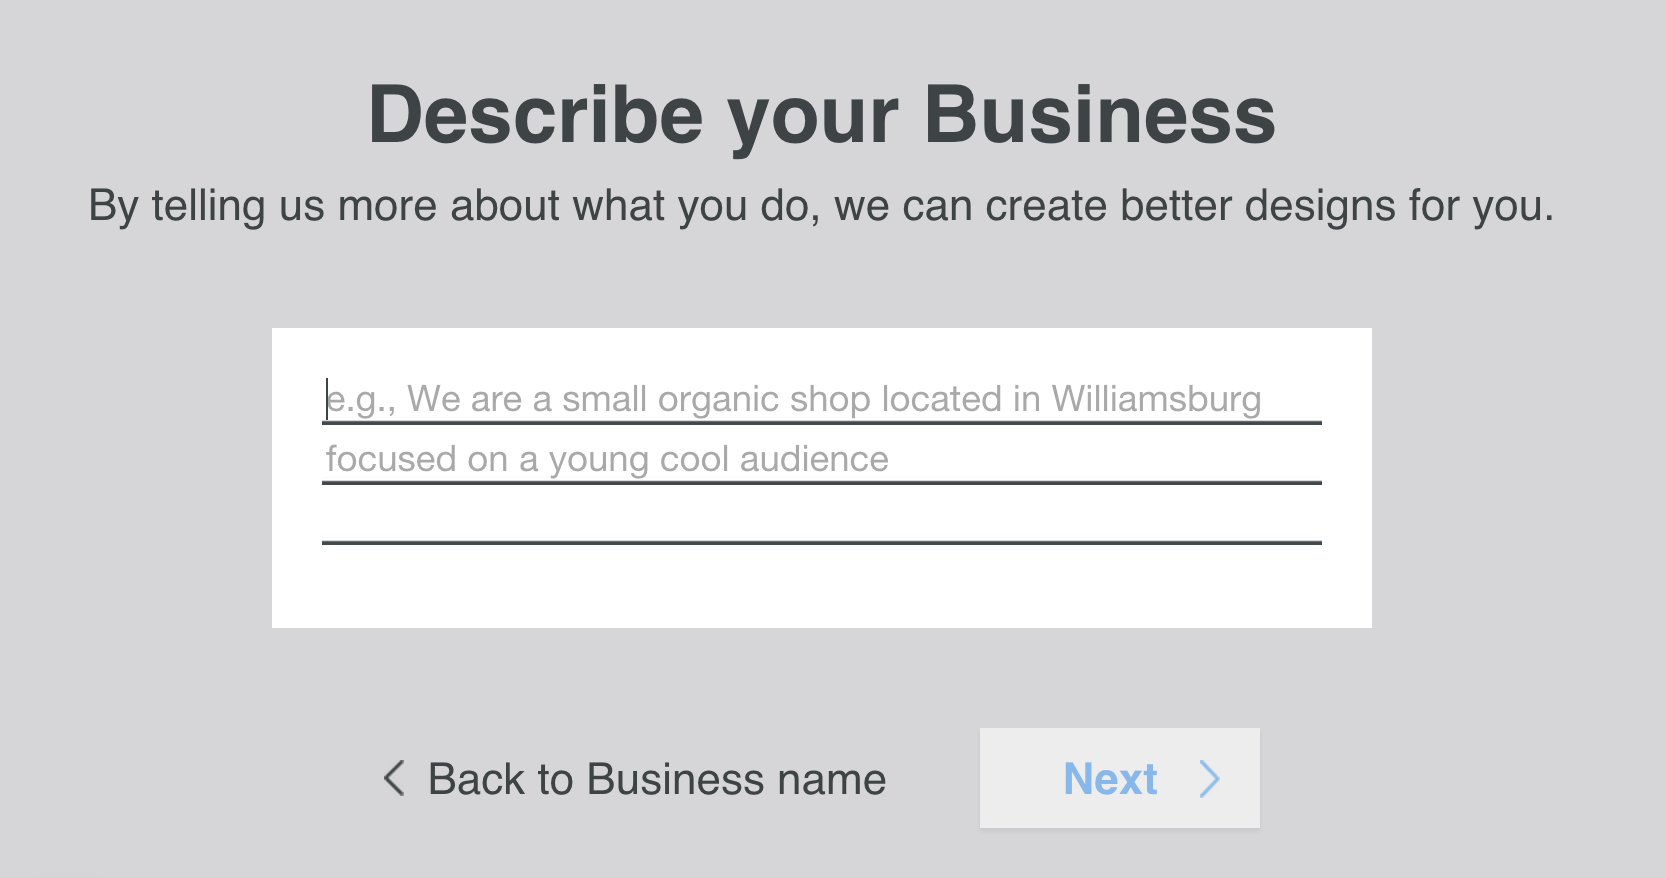 Describe your Business
By telling us more about what you do, we can create better designs for you.
e.g., We are a small organic shop located in Williamsburg
focused on a young cool audience
Back to Business name
Next